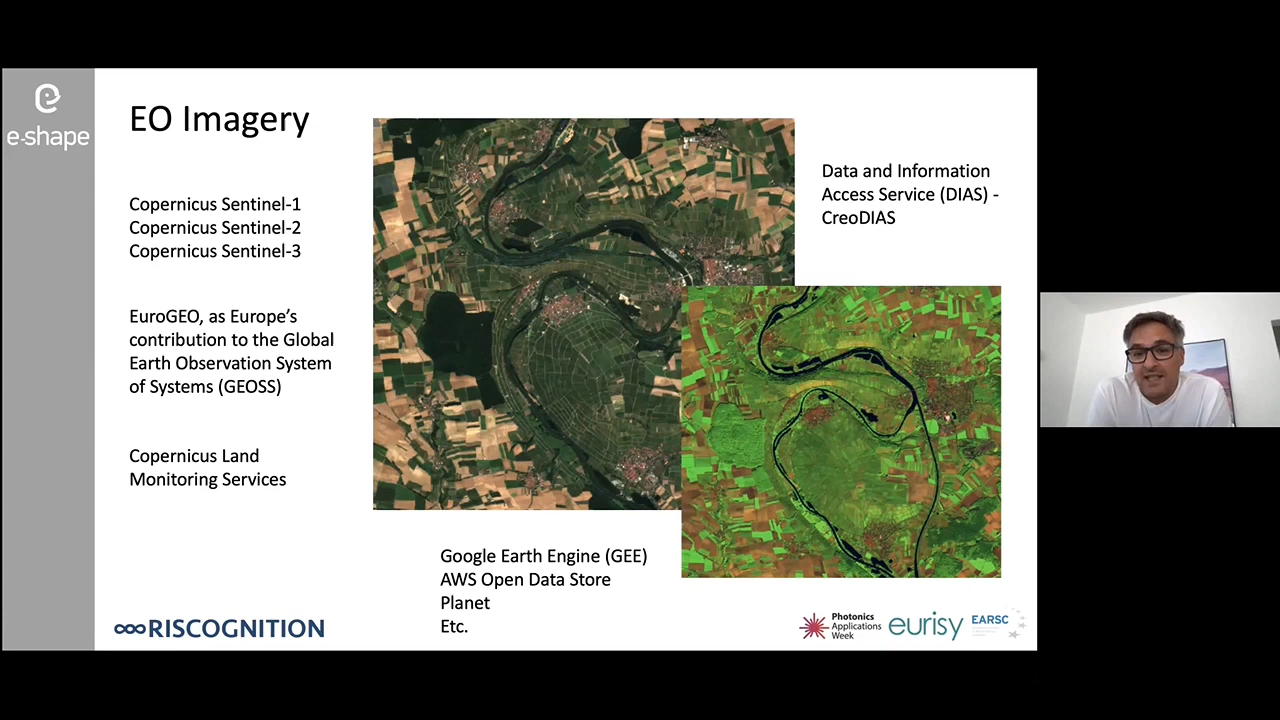 e-shape
EO Imagery
Copernicus Sentinel-1
Copernicus Sentinel-2
Copernicus Sentinel-3
EuroGEO, as Europe’s
contribution to the Global
Earth Observation System
of Systems (GEOSS)
Copernicus Land
Monitoring Services
Data and Information
Access Service (DIAS) -
CreoDIAS
Google Earth Engine (GEE)
AWS Open Data Store
Planet
Etc.
RISCOGNITION
Photonics
Applications
Week
eurisy
EARSC